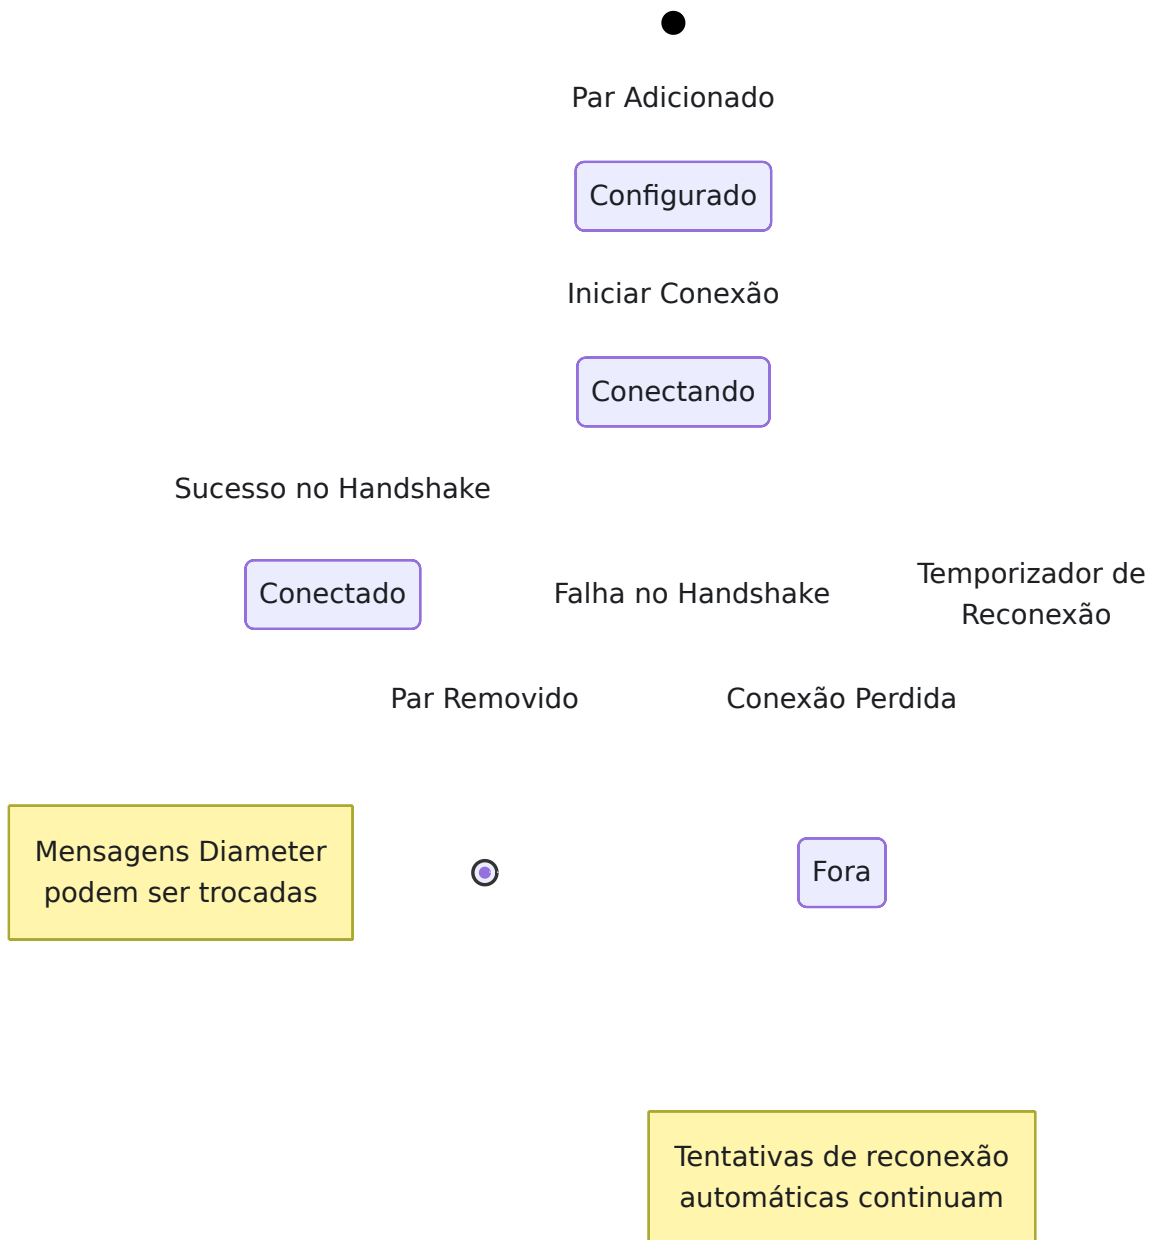 Par Adicionado
Configurado
Iniciar Conexão
Conectando
Sucesso no Handshake
Conectado
Falha no Handshake
Temporizador de
Reconexão
Par Removido
Conexão Perdida
Mensagens Diameter
podem ser trocadas
Fora
Tentativas de reconexão
automáticas continuam